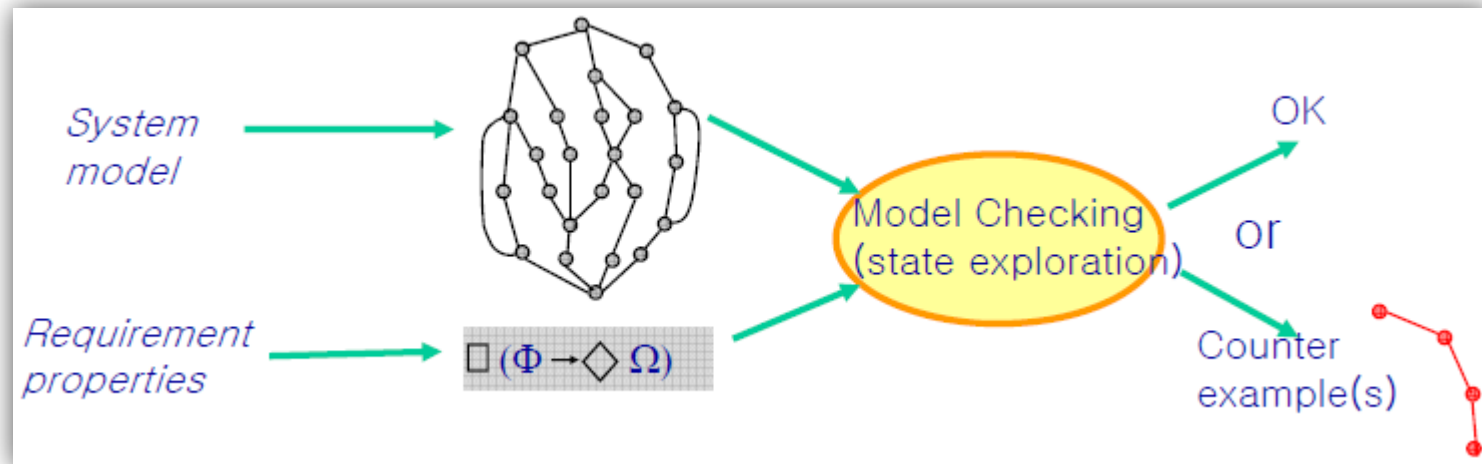 System
model
Requirement
properties
□ (Φ→◇ Ω)
Model Checking
(state exploration)
OK
or
Counter
example(s)